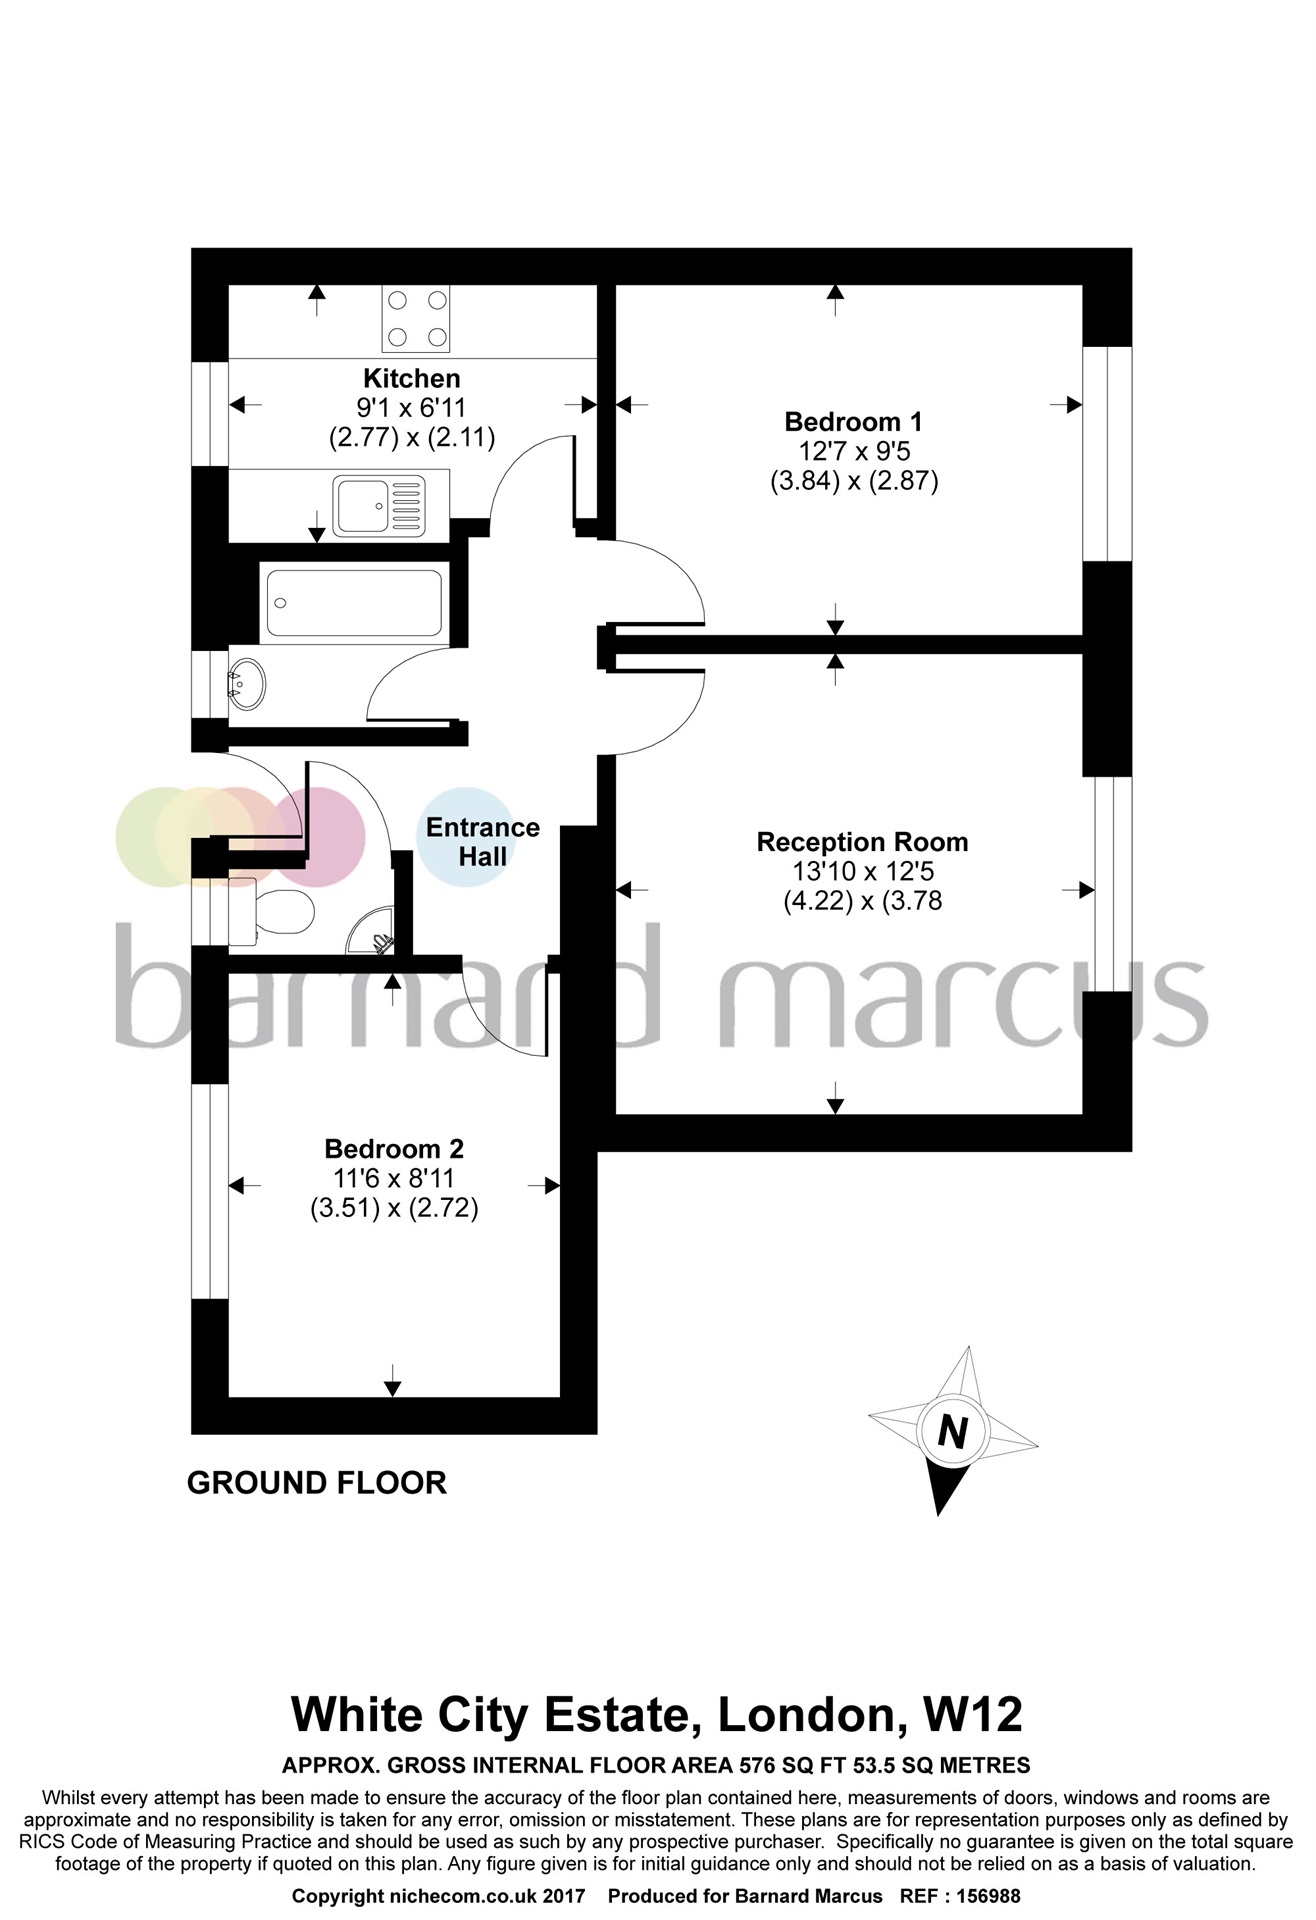 Kitchen
9'1 x 6'11
(2.77) x (2.11)
Bedroom 1
12'7 x 9'5
(3.84) x (2.87)
Entrance
Hall
Reception Room
13'10 x 12'5
(4.22) x (3.78
barnard marcus
Bedroom 2
11'6 x 8'11
(3.51) x (2.72)
N
GROUND FLOOR
White City Estate, London, W12
APPROX. GROSS INTERNAL FLOOR AREA 576 SQ FT 53.5 SQ METRES
Whilst every attempt has been made to ensure the accuracy of the floor plan contained here, measurements of doors, windows and rooms are
approximate and no responsibility is taken for any error, omission or misstatement. These plans are for representation purposes only as defined by
RICS Code of Measuring Practice and should be used as such by any prospective purchaser. Specifically no guarantee is given on the total square
footage of the property if quoted on this plan. Any figure given is for initial guidance only and should not be relied on as a basis of valuation.
Copyright nichecom.co.uk 2017 Produced for Barnard Marcus REF : 156988